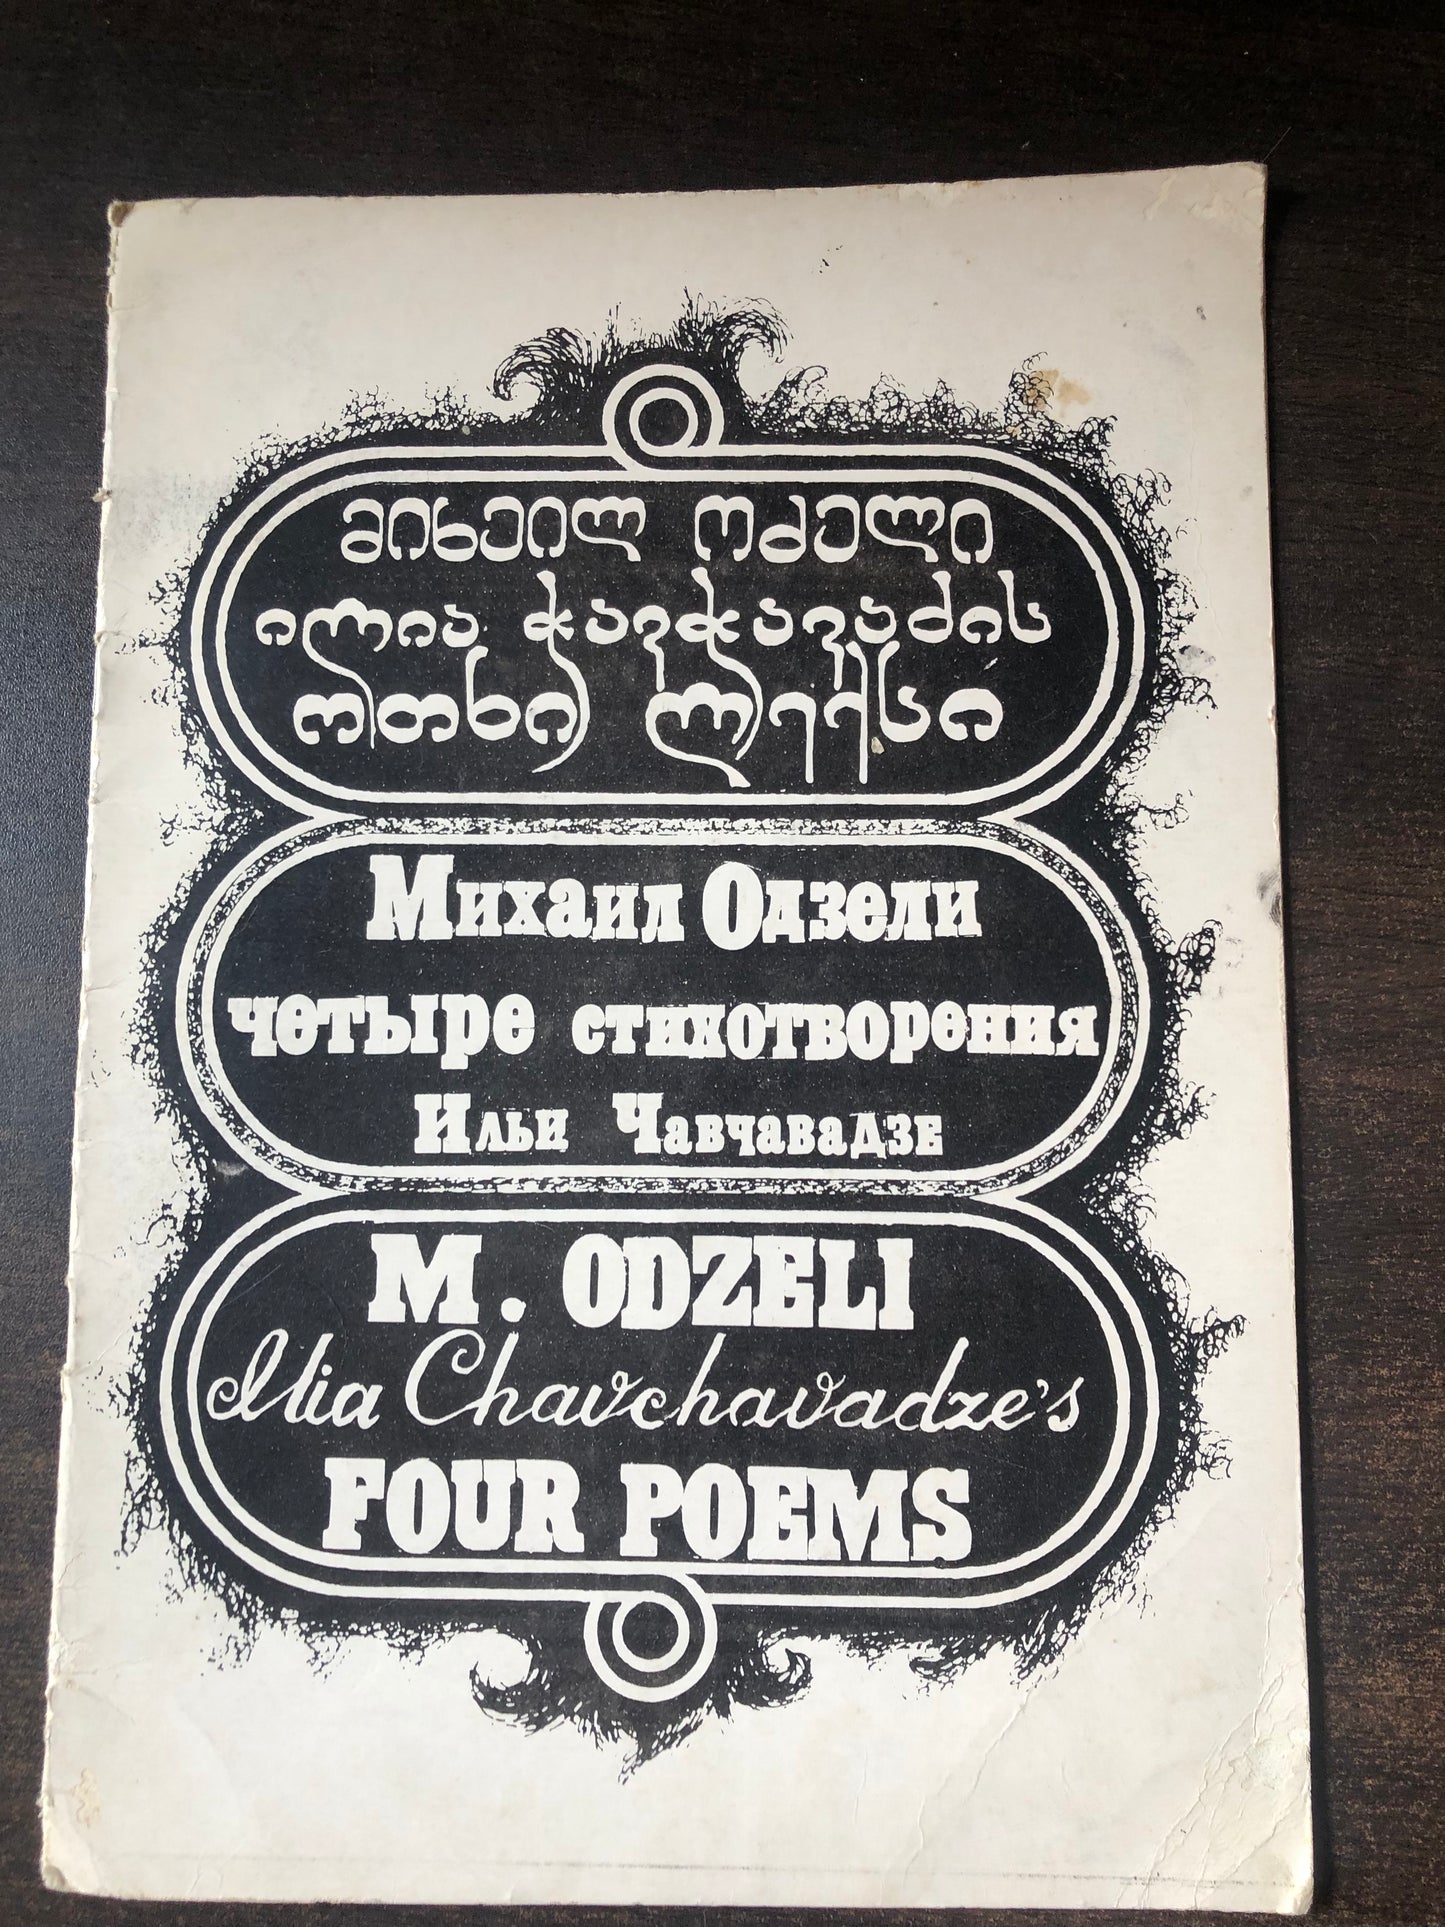 მიხეილ ოძელი
ილია ჭავჭავაძის
ოთხი ლექსი
Михаил Одзели
четыре стихотворения
Ильи Чавчавадзе
M. ODZELI
Ilia Chavchavadze's
FOUR POEMS